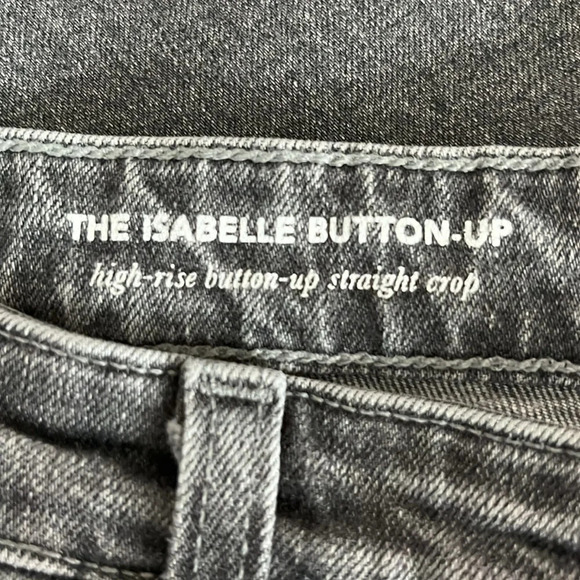 THE ISABELLE BUTTON-UP
high-rise button-up straight crop